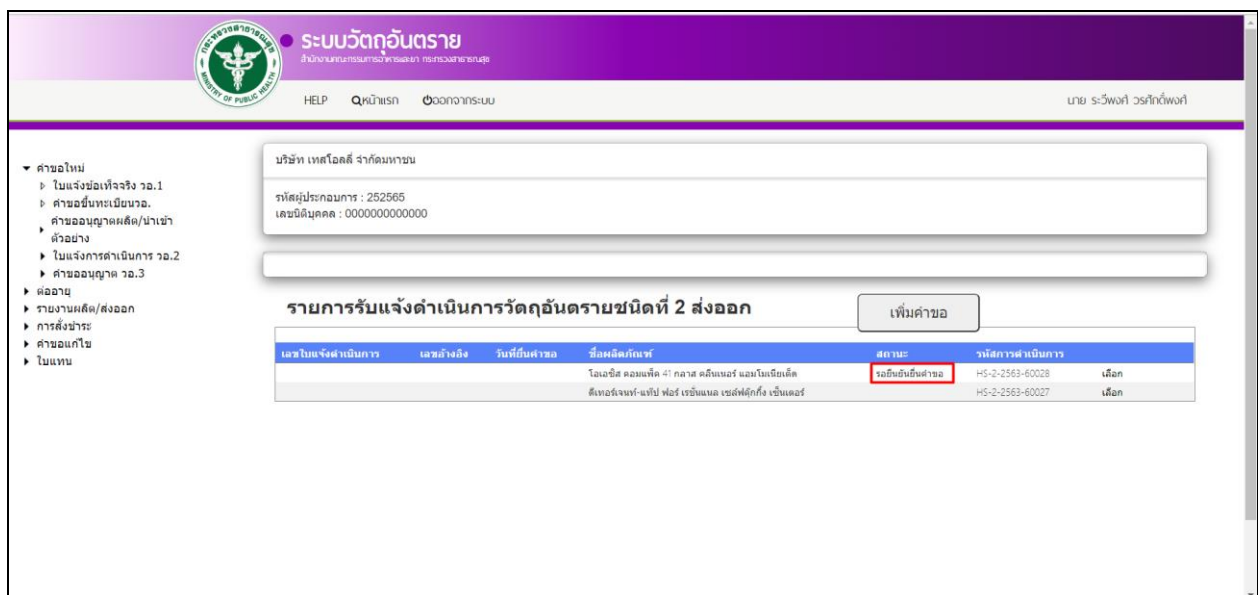 กระทรวงสาธารณสุข
MINISTRY OF PUBLIC HEALTH
ระบบวัตถุอันตราย
สำนักงานคณะกรรมการอาหารและยา กระทรวงสาธารณสุข
HELP หน้าแรก ออกจากระบบ นาย ระวีพงศ์ วรศักดิ์พงศ์
คำขอใหม่
ใบแจ้งข้อเท็จจริง วอ.1
คำขอขึ้นทะเบียนวอ.
คำขออนุญาตผลิต/นำเข้า
ตัวอย่าง
ใบแจ้งการดำเนินการ วอ.2
คำขออนุญาต วอ.3
ต่ออายุ
รายงานผลิต/ส่งออก
การสั่งชำระ
คำขอแก้ไข
ใบแทน
บริษัท เทสโอลลี่ จำกัดมหาชน
รหัสผู้ประกอบการ : 252565
เลขนิติบุคคล : 0000000000000
รายการรับแจ้งดำเนินการวัตถุอันตรายชนิดที่ 2 ส่งออก เพิ่มคำขอ
เลขใบแจ้งดำเนินการ เลขอ้างอิง วันที่ยื่นคำขอ ชื่อผลิตภัณฑ์ สถานะ รหัสการดำเนินการ
โอเอซิส คอมแพ็ค 41 กลาส คลีนเนอร์ แอมโมเนียเต็ด รอยืนยันยื่นคำขอ HS-2-2563-60028 เลือก
ดีเทอร์เจนท์-แท๊ป ฟอร์ เรชั่นแนล เซลฟ์คุ้กกิ้ง เซ็นเตอร์ HS-2-2563-60027 เลือก